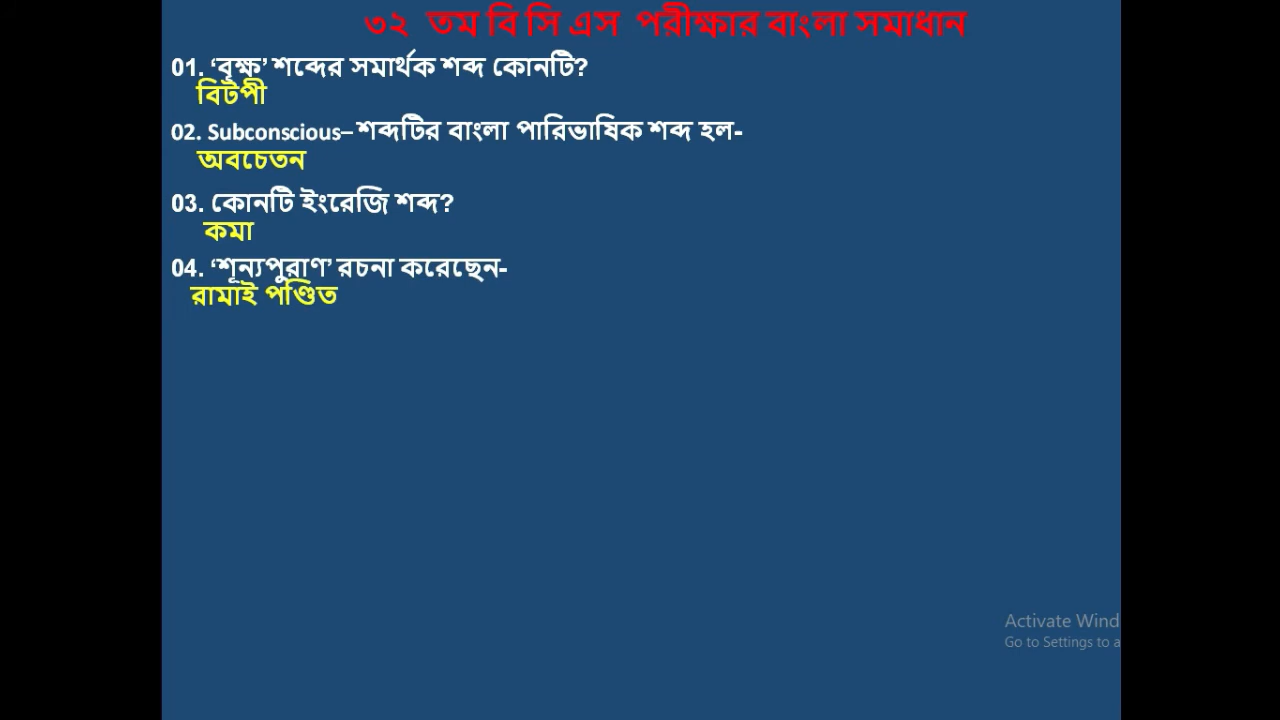 ৩২ তম বি সি এস পরীক্ষার বাংলা সমাধান
01. ‘বৃক্ষ’ শব্দের সমার্থক শব্দ কোনটি?
বিটপী
02. Subconscious– শব্দটির বাংলা পারিভাষিক শব্দ হল-
অবচেতন
03. কোনটি ইংরেজি শব্দ?
কমা
04. ‘শূন্যপুরাণ’ রচনা করেছেন-
রামাই পণ্ডিত
Activate Wind
Go to Settings to a